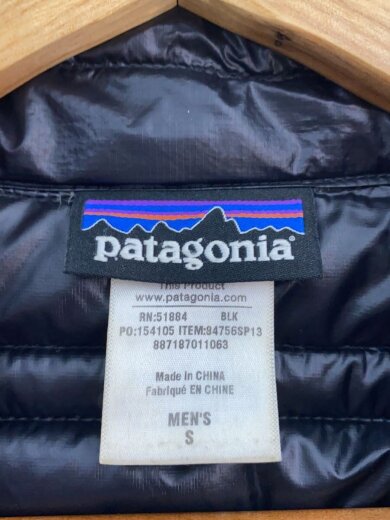 patagonia
This Product
www.patagonia.com
RN:51884 BLK
PO:154105 ITEM:84756SP13
887187011063
Made in CHINA
Fabriqué EN CHINE
MEN'S
S